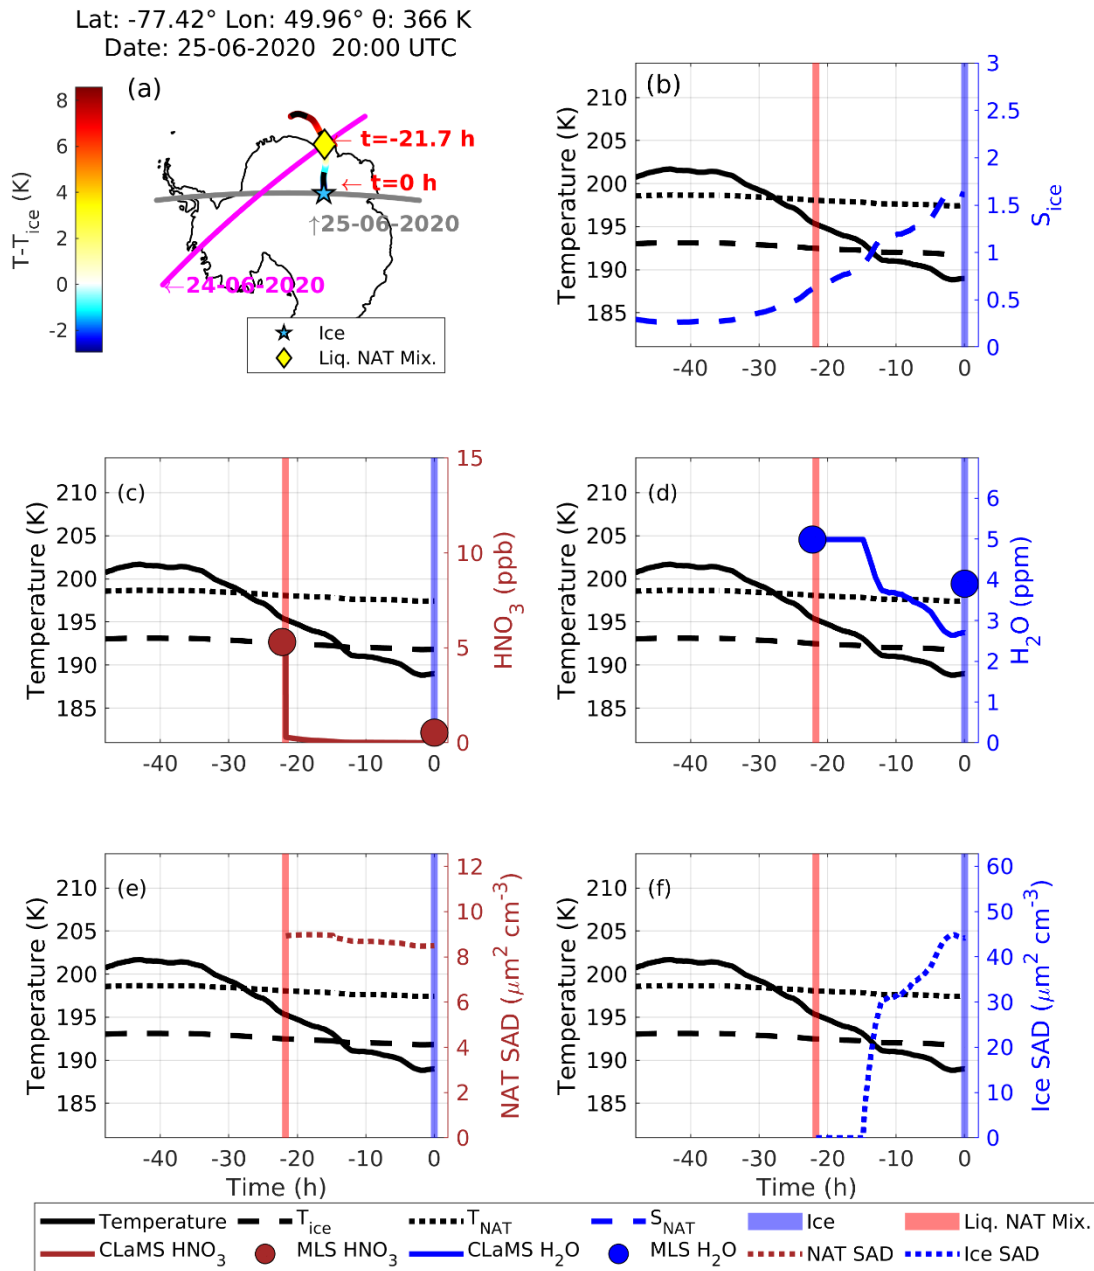 Lat: -77.42° Lon: 49.96° θ: 366 K
Date: 25-06-2020 20:00 UTC
(a)
8
6
4
2
0
-2
T-T_ice (K)
← t=-21.7 h
← t=0 h
↑25-06-2020
←24-06-2020
Ice
Liq. NAT Mix.
(b)
210
205
200
195
190
185
Temperature (K)
3
2.5
2
1.5
1
0.5
0
S_ice
-40 -30 -20 -10 0
(c)
210
205
200
195
190
185
Temperature (K)
15
10
5
0
HNO₃ (ppb)
-40 -30 -20 -10 0
(d)
210
205
200
195
190
185
Temperature (K)
6
5
4
3
2
1
0
H₂O (ppm)
-40 -30 -20 -10 0
(e)
210
205
200
195
190
185
Temperature (K)
12
10
8
6
4
2
0
NAT SAD (μm² cm⁻³)
-40 -30 -20 -10 0
Time (h)
(f)
210
205
200
195
190
185
Temperature (K)
60
50
40
30
20
10
0
Ice SAD (μm² cm⁻³)
-40 -30 -20 -10 0
Time (h)
Temperature T_ice T_NAT S_NAT Ice Liq. NAT Mix.
CLaMS HNO₃ MLS HNO₃ CLaMS H₂O MLS H₂O NAT SAD Ice SAD